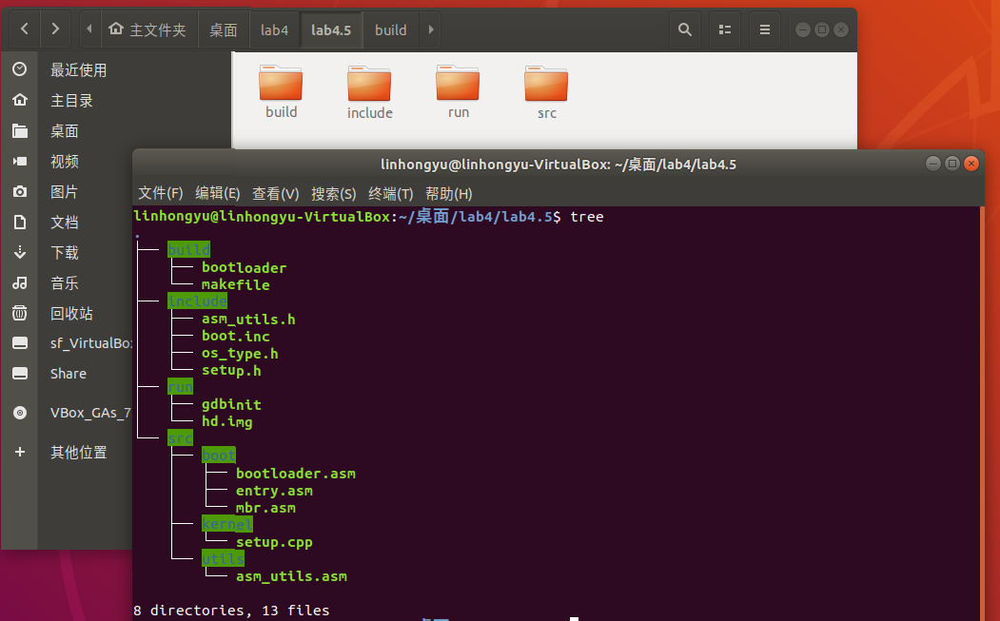 主文件夹 桌面 lab4 lab4.5 build
最近使用
主目录
桌面
视频
图片
文档
下载
音乐
回收站
sf_VirtualBo
Share
VBox_GAs_7
其他位置
build include run src
linhongyu@linhongyu-VirtualBox: ~/桌面/lab4/lab4.5
文件(F) 编辑(E) 查看(V) 搜索(S) 终端(T) 帮助(H)
linhongyu@linhongyu-VirtualBox:~/桌面/lab4/lab4.5$ tree
.
├── build
│   ├── bootloader
│   └── makefile
├── include
│   ├── asm_utils.h
│   ├── boot.inc
│   ├── os_type.h
│   └── setup.h
├── run
│   ├── gdbinit
│   └── hd.img
└── src
    ├── boot
    │   ├── bootloader.asm
    │   ├── entry.asm
    │   └── mbr.asm
    ├── kernel
    │   └── setup.cpp
    └── utils
        └── asm_utils.asm
8 directories, 13 files